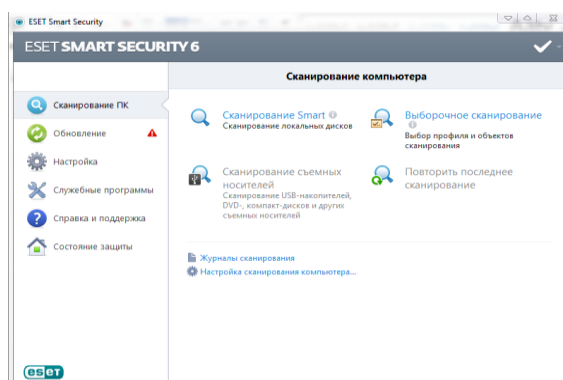 ESET Smart Security
ESET SMART SECURITY 6
Сканирование компьютера
Сканирование ПК
Обновление
Настройка
Служебные программы
Справка и поддержка
Состояние защиты
Сканирование Smart
Сканирование локальных дисков
Выборочное сканирование
Выбор профиля и объектов
сканирования
Сканирование съемных
носителей
Сканирование USB-накопителей,
DVD-, компакт-дисков и других
съемных носителей
Повторить последнее
сканирование
Журналы сканирования
Настройка сканирования компьютера...
eset